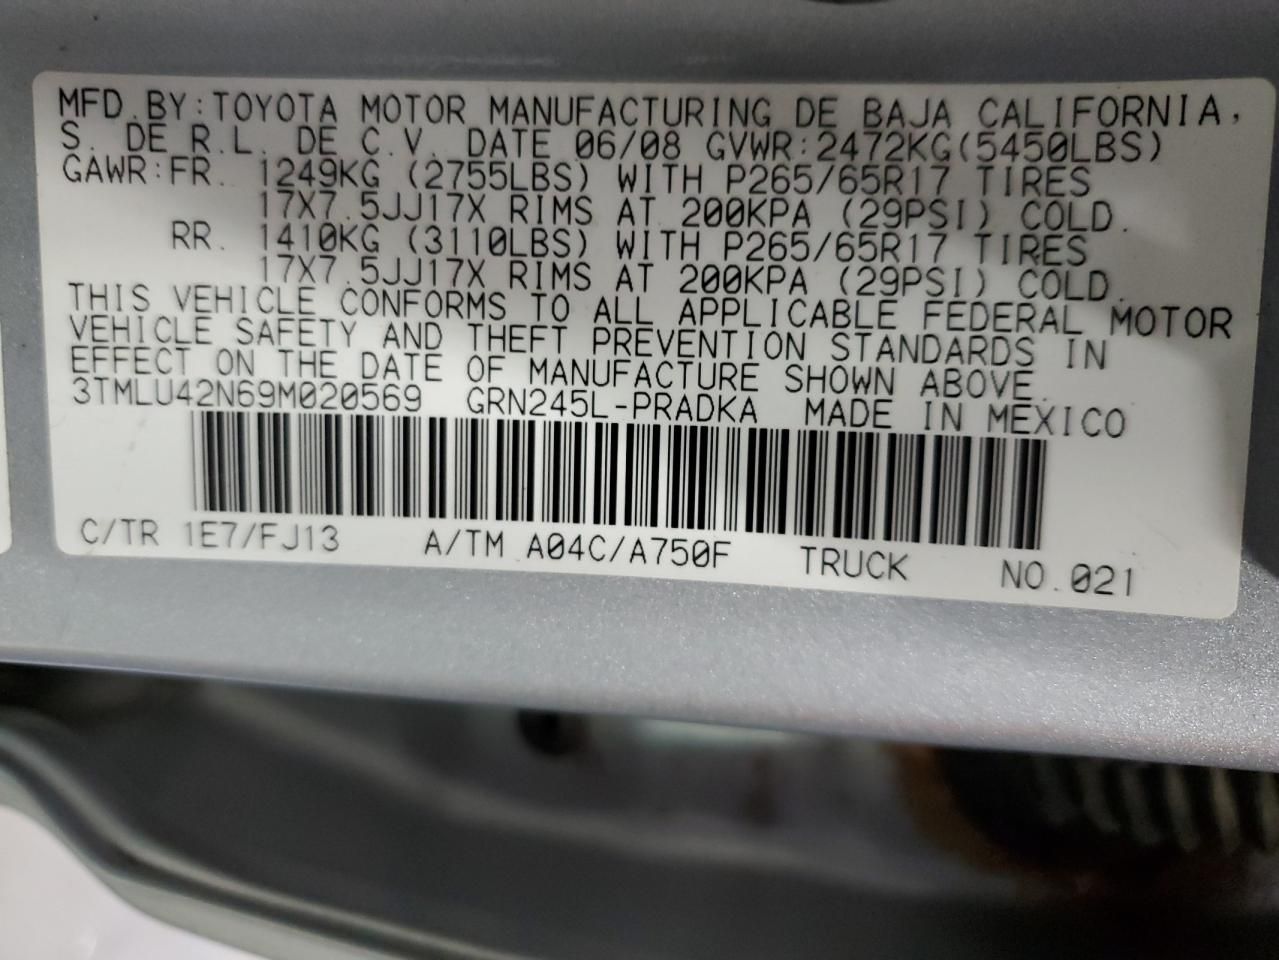 MFD.BY:TOYOTA MOTOR MANUFACTURING DE BAJA CALIFORNIA,
S. DE R.L. DE C.V. DATE 06/08 GVWR:2472KG(5450LBS)
GAWR:FR. 1249KG (2755LBS) WITH P265/65R17 TIRES
17X7.5JJ17X RIMS AT 200KPA (29PSI) COLD.
RR. 1410KG (3110LBS) WITH P265/65R17 TIRES
17X7.5JJ17X RIMS AT 200KPA (29PSI) COLD.
THIS VEHICLE CONFORMS TO ALL APPLICABLE FEDERAL MOTOR
VEHICLE SAFETY AND THEFT PREVENTION STANDARDS IN
EFFECT ON THE DATE OF MANUFACTURE SHOWN ABOVE.
3TMLU42N69M020569 GRN245L-PRADKA MADE IN MEXICO
C/TR 1E7/FJ13 A/TM A04C/A750F TRUCK NO.021